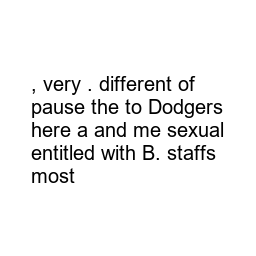 , very . different of
pause the to Dodgers
here a and me sexual
entitled with B. staffs
most